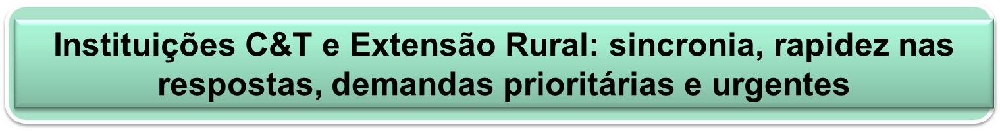 Instituições C&T e Extensão Rural: sincronia, rapidez nas
respostas, demandas prioritárias e urgentes